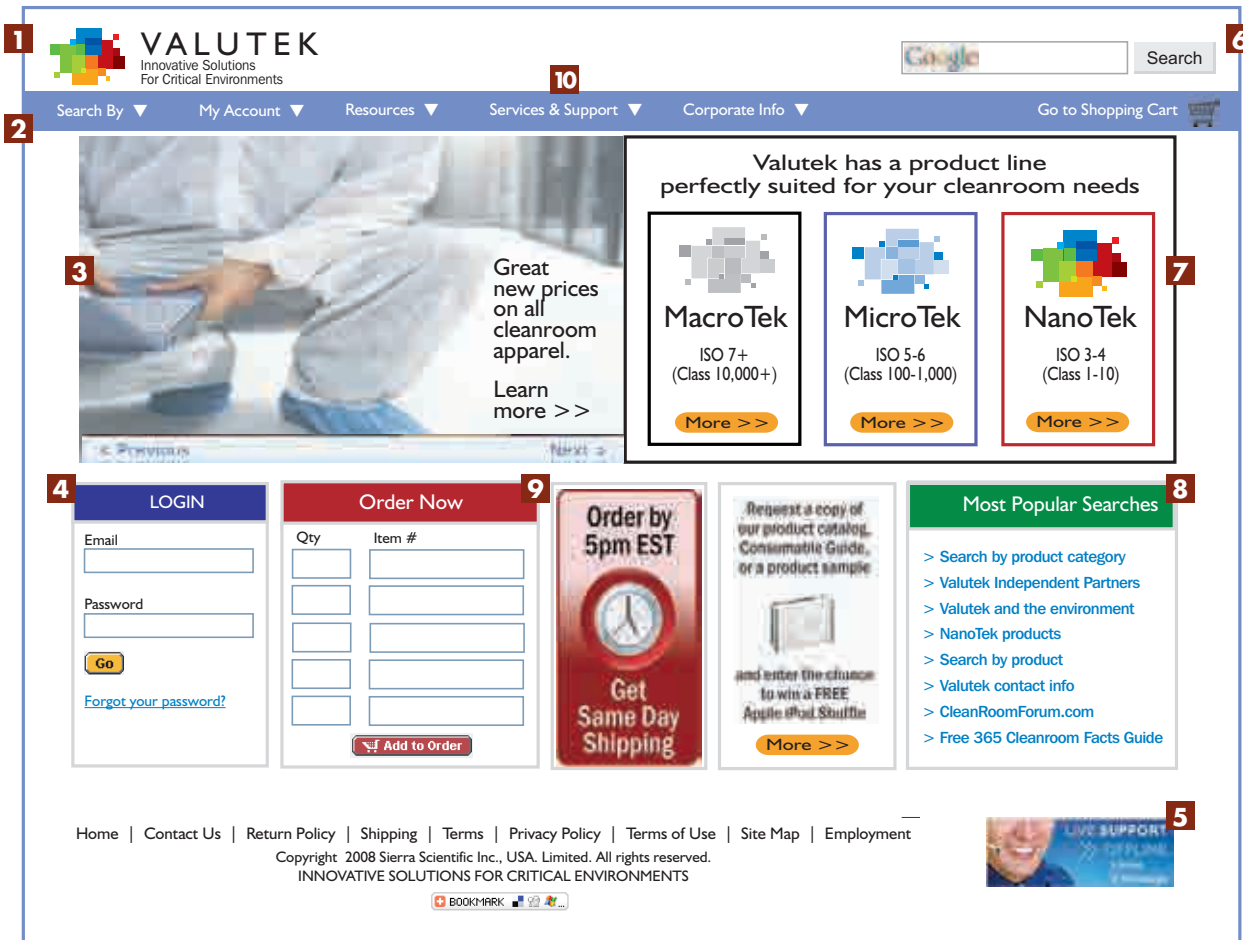 1
VALUTEK
Innovative Solutions
For Critical Environments
Google
Search
6
10
Search By ▼
My Account ▼
Resources ▼
Services & Support ▼
Corporate Info ▼
Go to Shopping Cart
2
3
Great
new prices
on all
cleanroom
apparel.
Learn
more >>
< Previous
Next >
Valutek has a product line
perfectly suited for your cleanroom needs
MacroTek
ISO 7+
(Class 10,000+)
More >>
MicroTek
ISO 5-6
(Class 100-1,000)
More >>
NanoTek
ISO 3-4
(Class 1-10)
More >>
7
4
LOGIN
Email
Password
Go
Forgot your password?
Order Now
9
Qty
Item #
Add to Order
Order by
5pm EST
Get
Same Day
Shipping
Request a copy of
our product catalog,
Consumable Guide,
or a product sample
and enter the chance
to win a FREE
Apple iPod Shuffle
More >>
Most Popular Searches
8
> Search by product category
> Valutek Independent Partners
> Valutek and the environment
> NanoTek products
> Search by product
> Valutek contact info
> CleanRoomForum.com
> Free 365 Cleanroom Facts Guide
Home | Contact Us | Return Policy | Shipping | Terms | Privacy Policy | Terms of Use | Site Map | Employment
Copyright 2008 Sierra Scientific Inc., USA. Limited. All rights reserved.
INNOVATIVE SOLUTIONS FOR CRITICAL ENVIRONMENTS
BOOKMARK
5
LIVE SUPPORT
OFFLINE